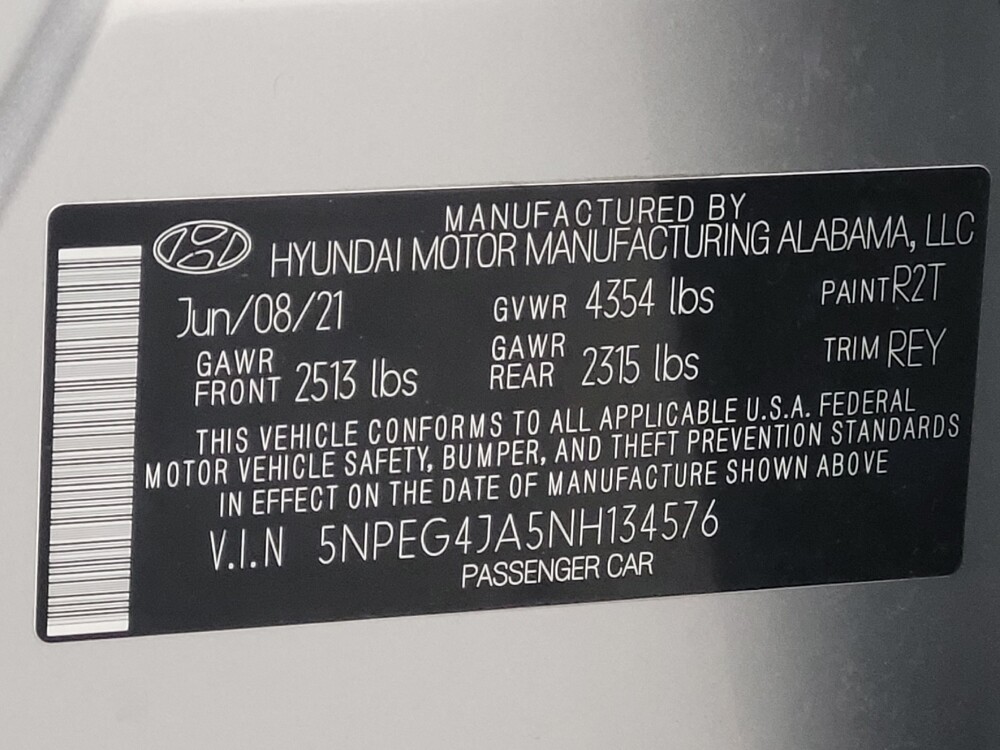 MANUFACTURED BY
HYUNDAI MOTOR MANUFACTURING ALABAMA, LLC
Jun/08/21 GVWR 4354 lbs PAINT R2T
GAWR FRONT 2513 lbs GAWR REAR 2315 lbs TRIM REY
THIS VEHICLE CONFORMS TO ALL APPLICABLE U.S.A. FEDERAL
MOTOR VEHICLE SAFETY, BUMPER, AND THEFT PREVENTION STANDARDS
IN EFFECT ON THE DATE OF MANUFACTURE SHOWN ABOVE
V.I.N 5NPEG4JA5NH134576
PASSENGER CAR